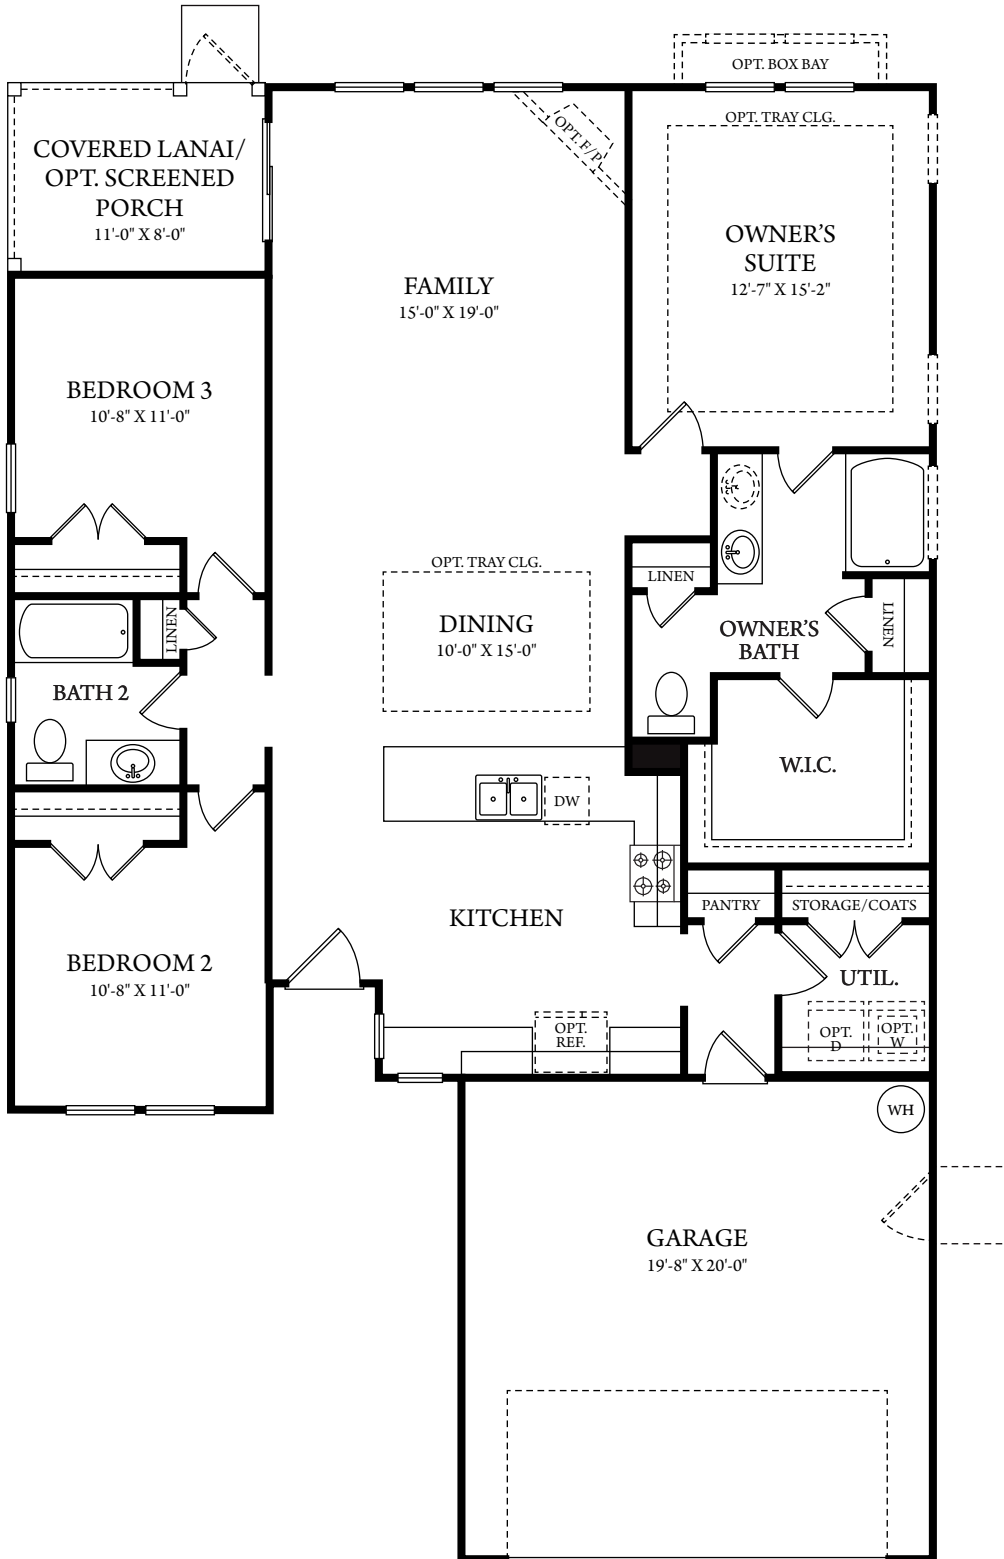 OPT. BOX BAY
OPT. TRAY CLG.
OPT. F/P.
COVERED LANAI/
OPT. SCREENED
PORCH
11'-0" X 8'-0"
OWNER'S
SUITE
12'-7" X 15'-2"
FAMILY
15'-0" X 19'-0"
BEDROOM 3
10'-8" X 11'-0"
OPT. TRAY CLG.
DINING
10'-0" X 15'-0"
LINEN
LINEN
OWNER'S
BATH
LINEN
BATH 2
W.I.C.
DW
KITCHEN
PANTRY
STORAGE/COATS
BEDROOM 2
10'-8" X 11'-0"
UTIL.
OPT.
REF.
OPT.
D
OPT.
W
WH
GARAGE
19'-8" X 20'-0"